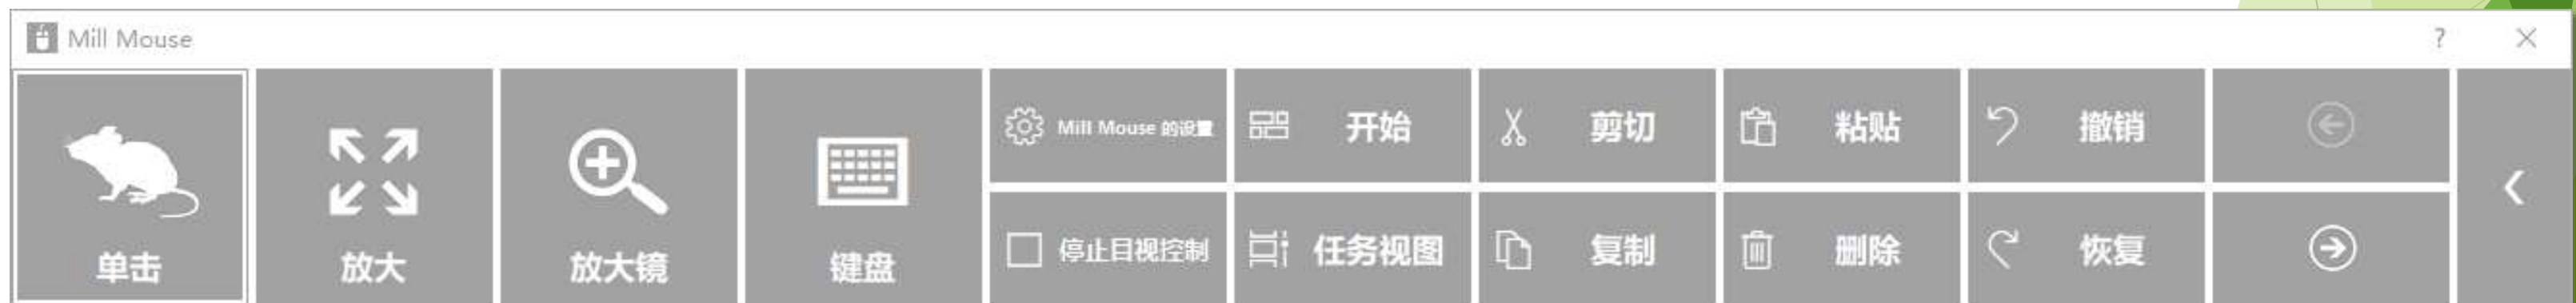 Mill Mouse
?
单击
放大
放大镜
键盘
Mill Mouse 的设置
开始
剪切
粘贴
撤销
停止目视控制
任务视图
复制
删除
恢复